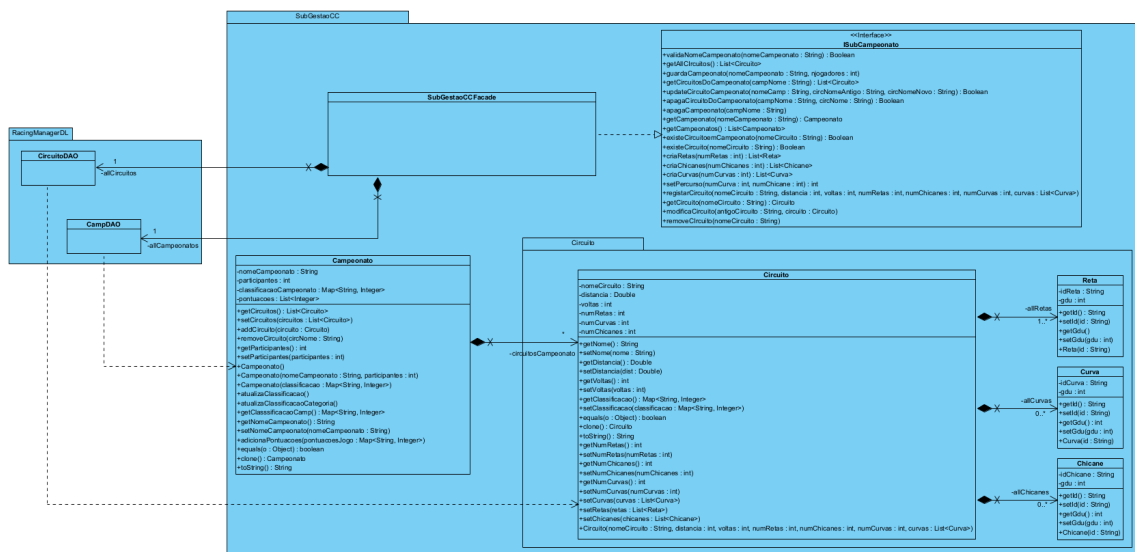 SubGestaoCC
<<Interface>>
ISubCampeonato
+validaNomeCampeonato(nomeCampeonato : String) : Boolean
+getAllCIrcuitos() : List<Circuito>
+guardaCampeonato(nomeCampeonato : String, njogadores : int)
+getCircuitosDoCampeonato(campNome : String) : List<Circuito>
+updateCircuitoCampeonato(nomeCamp : String, circNomeAntigo : String, circNomeNovo : String) : Boolean
+apagaCircuitoDoCampeonato(campNome : String, circNome : String) : Boolean
+apagaCampeonato(campNome : String)
+getCampeonato(nomeCampeonato : String) : Campeonato
+getCampeonatos() : List<Campeonato>
+existeCircuitoemCampeonato(nomeCircuito : String) : Boolean
+existeCircuito(nomeCircuito : String) : Boolean
+criaRetas(numRetas : int) : List<Reta>
+criaChicanes(numChicanes : int) : List<Chicane>
+criaCurvas(numCurvas : int) : List<Curva>
+setPercurso(numCurva : int, numChicane : int) : int
+registarCircuito(nomeCircuito : String, distancia : int, voltas : int, numRetas : int, numChicanes : int, numCurvas : int, curvas : List<Curva>)
+getCircuito(nomeCircuito : String) : Circuito
+modificaCircuito(antigoCircuito : String, circuito : Circuito)
+removeCIrcuito(nomeCircuito : String)
SubGestaoCCFacade
RacingManagerDL
CircuitoDAO
1
-allCircuitos
CampDAO
1
-allCampeonatos
Campeonato
-nomeCampeonato : String
-participantes : int
-classificacaoCampeonato : Map<String, Integer>
-pontuacoes : List<Integer>
+getCircuitos() : List<Circuito>
+setCircuitos(circuitos : List<Circuito>)
+addCircuito(circuito : Circuito)
+removeCircuito(circNome : String)
+getParticipantes() : int
+setParticipantes(participantes : int)
+Campeonato()
+Campeonato(nomeCampeonato : String, participantes : int)
+Campeonato(classificacao : Map<String, Integer>)
+atualizaClassificacao()
+atualizaClassificacaoCategoria()
+getClasssificacaoCamp() : Map<String, Integer>
+getNomeCampeonato() : String
+setNomeCampeonato(nomeCampeonato : String)
+adicionaPontuacoes(pontuacoesJogo : Map<String, Integer>)
+equals(o : Object) : boolean
+clone() : Campeonato
+toString() : String
*
-circuitosCampeonato
Circuito
Circuito
-nomeCircuito : String
-distancia : Double
-voltas : int
-numRetas : int
-numCurvas : int
-numChicanes : int
+getNome() : String
+setNome(nome : String)
+getDistancia() : Double
+setDistancia(dist : Double)
+getVoltas() : int
+setVoltas(voltas : int)
+getClassificacao() : Map<String, Integer>
+setClassificacao(classificacao : Map<String, Integer>)
+equals(o : Object) : boolean
+clone() : Circuito
+toString() : String
+getNumRetas() : int
+setNumRetas(numRetas : int)
+getNumChicanes() : int
+setNumChicanes(numChicanes : int)
+getNumCurvas() : int
+setNumCurvas(numCurvas : int)
+setCurvas(curvas : List<Curva>)
+setRetas(retas : List<Reta>)
+setChicanes(chicanes : List<Chicane>)
+Circuito(nomeCircuito : String, distancia : int, voltas : int, numRetas : int, numChicanes : int, numCurvas : int, curvas : List<Curva>)
-allRetas
1..*
Reta
-idReta : String
-gdu : int
+getId() : String
+setId(id : String)
+getGdu()
+setGdu(gdu : int)
+Reta(id : String)
-allCurvas
0..*
Curva
-idCurva : String
-gdu : int
+getId() : String
+setId(id : String)
+getGdu() : int
+setGdu(gdu : int)
+Curva(id : String)
-allChicanes
0..*
Chicane
-idChicane : String
-gdu : int
+getId() : String
+setId(id : String)
+getGdu() : int
+setGdu(gdu : int)
+Chicane(id : String)